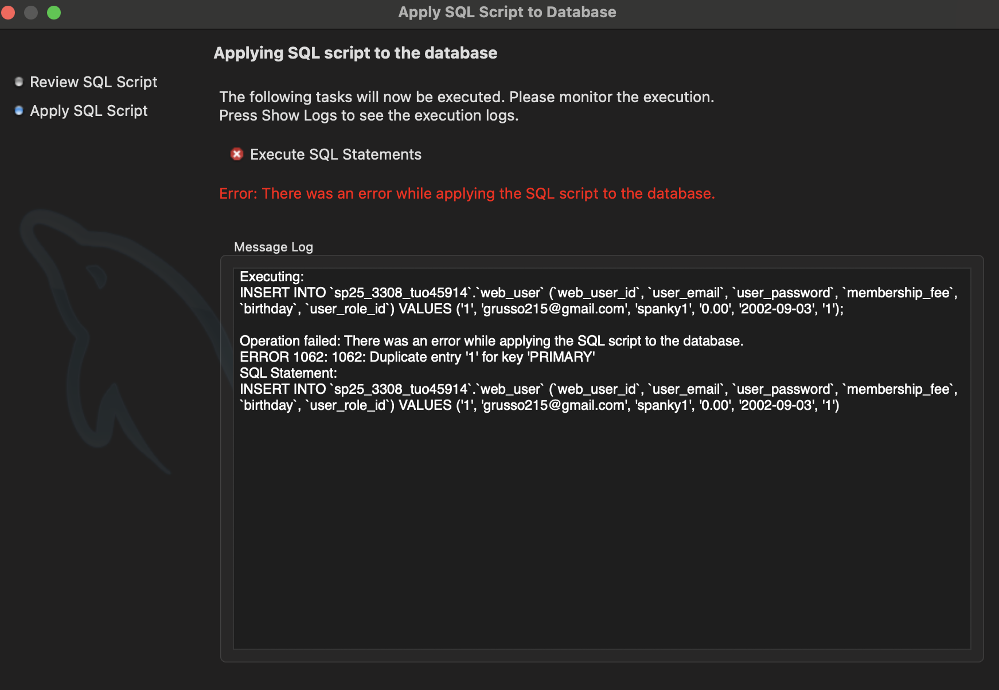 Apply SQL Script to Database
Applying SQL script to the database
Review SQL Script
Apply SQL Script
The following tasks will now be executed. Please monitor the execution.
Press Show Logs to see the execution logs.
Execute SQL Statements
Error: There was an error while applying the SQL script to the database.
Message Log
Executing:
INSERT INTO `sp25_3308_tuo45914`.`web_user` (`web_user_id`, `user_email`, `user_password`, `membership_fee`,
`birthday`, `user_role_id`) VALUES ('1', 'grusso215@gmail.com', 'spanky1', '0.00', '2002-09-03', '1');
Operation failed: There was an error while applying the SQL script to the database.
ERROR 1062: 1062: Duplicate entry '1' for key 'PRIMARY'
SQL Statement:
INSERT INTO `sp25_3308_tuo45914`.`web_user` (`web_user_id`, `user_email`, `user_password`, `membership_fee`,
`birthday`, `user_role_id`) VALUES ('1', 'grusso215@gmail.com', 'spanky1', '0.00', '2002-09-03', '1')